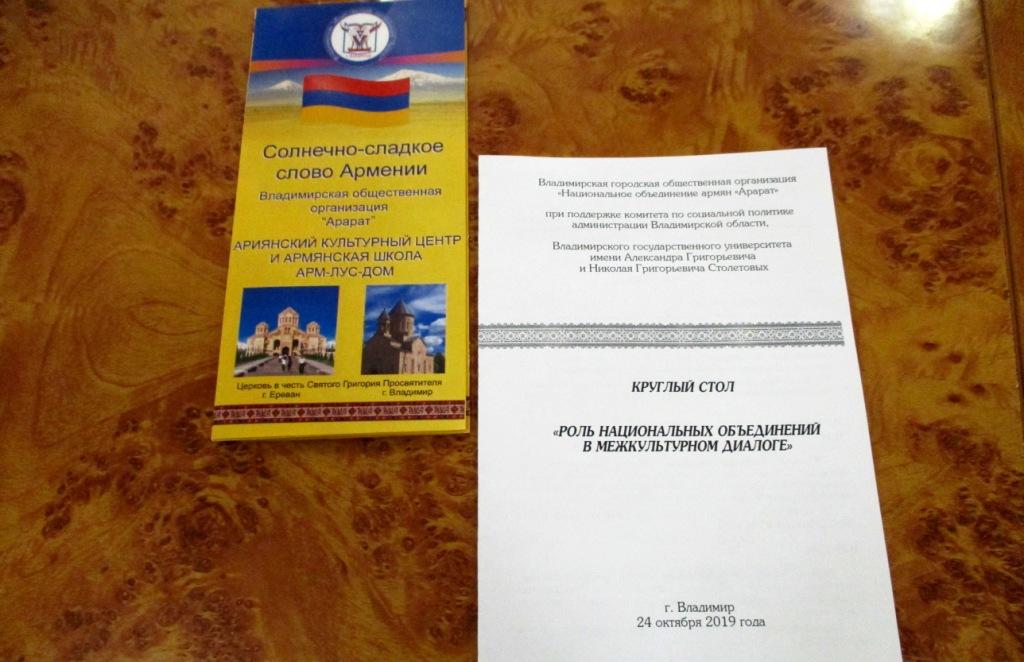 Солнечно-сладкое
слово Армении
Владимирская общественная
организация
"Арарат"
АРИЯНСКИЙ КУЛЬТУРНЫЙ ЦЕНТР
И АРМЯНСКАЯ ШКОЛА
АРМ-ЛУС-ДОМ
Церковь в честь Святого Григория Просвятителя
г. Ереван
г. Владимир
Владимирская городская общественная организация
«Национальное объединение армян «Арарат»
при поддержке комитета по социальной политике
администрации Владимирской области,
Владимирского государственного университета
имени Александра Григорьевича
и Николая Григорьевича Столетовых
КРУГЛЫЙ СТОЛ
«РОЛЬ НАЦИОНАЛЬНЫХ ОБЪЕДИНЕНИЙ
В МЕЖКУЛЬТУРНОМ ДИАЛОГЕ»
г. Владимир
24 октября 2019 года